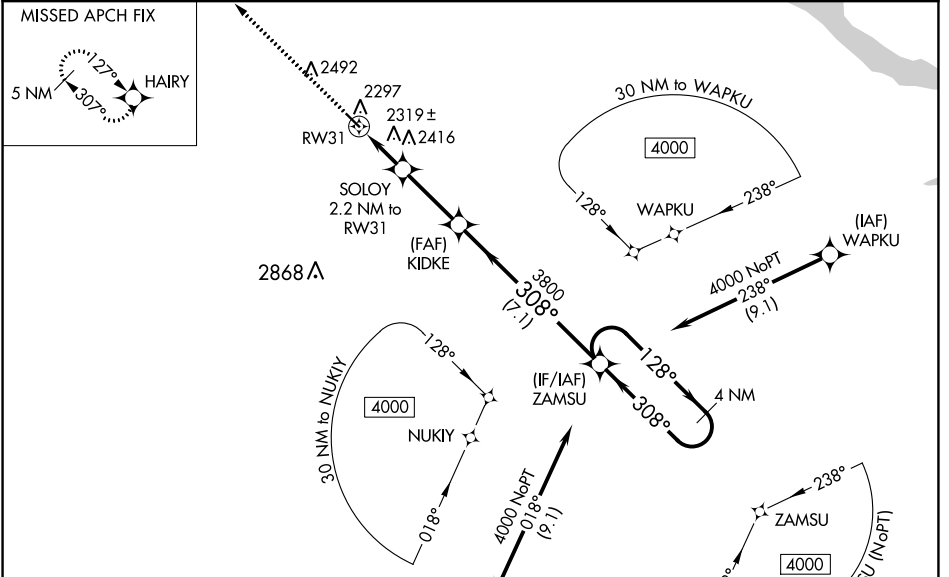 MISSED APCH FIX
127°
HAIRY
5 NM
307°
2492
2297
RW31
2319 ±
2416
SOLOY
2.2 NM to
RW31
(FAF)
KIDKE
2868
30 NM to WAPKU
4000
128°
238°
WAPKU
(IAF)
WAPKU
4000 NoPT
238°
(9.1)
3800
308°
(7.1)
(IF/IAF)
ZAMSU
128°
308°
4 NM
30 NM to NUKIY
128°
4000
NUKIY
018°
4000 NoPT
018°
(9.1)
238°
ZAMSU
4000
(NoPT)